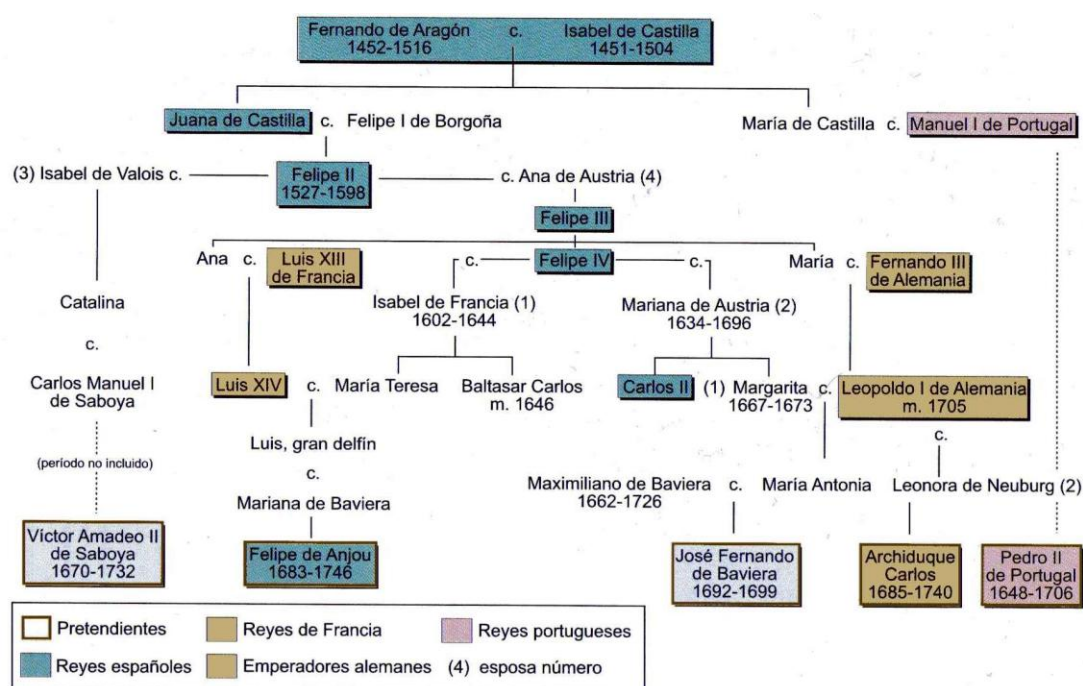 Fernando de Aragón c. Isabel de Castilla
1452-1516 1451-1504
Juana de Castilla c. Felipe I de Borgoña
María de Castilla c. Manuel I de Portugal
(3) Isabel de Valois c. Felipe II c. Ana de Austria (4)
1527-1598
Felipe III
Ana c. Luis XIII
de Francia
c. Felipe IV c.
María c. Fernando III
de Alemania
Catalina
Isabel de Francia (1)
1602-1644
Mariana de Austria (2)
1634-1696
c.
Carlos Manuel I
de Saboya
Luis XIV c. María Teresa
Baltasar Carlos
m. 1646
Carlos II (1) Margarita c. Leopoldo I de Alemania
1667-1673 m. 1705
Luis, gran delfín
c.
(período no incluido)
c.
Maximiliano de Baviera c. María Antonia
1662-1726
Leonora de Neuburg (2)
Mariana de Baviera
Víctor Amadeo II
de Saboya
1670-1732
Felipe de Anjou
1683-1746
José Fernando
de Baviera
1692-1699
Archiduque
Carlos
1685-1740
Pedro II
de Portugal
1648-1706
Pretendientes
Reyes de Francia
Reyes portugueses
Reyes españoles
Emperadores alemanes
(4) esposa número